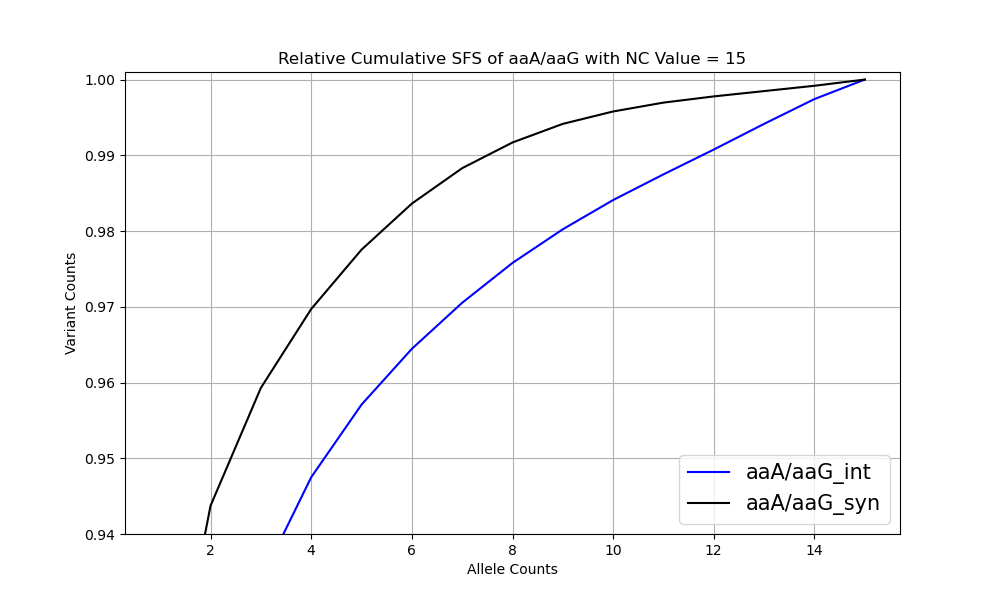 Relative Cumulative SFS of aaA/aaG with NC Value = 15
1.00
0.99
0.98
0.97
0.96
0.95
0.94
Variant Counts
2 4 6 8 10 12 14
Allele Counts
aaA/aaG_int
aaA/aaG_syn